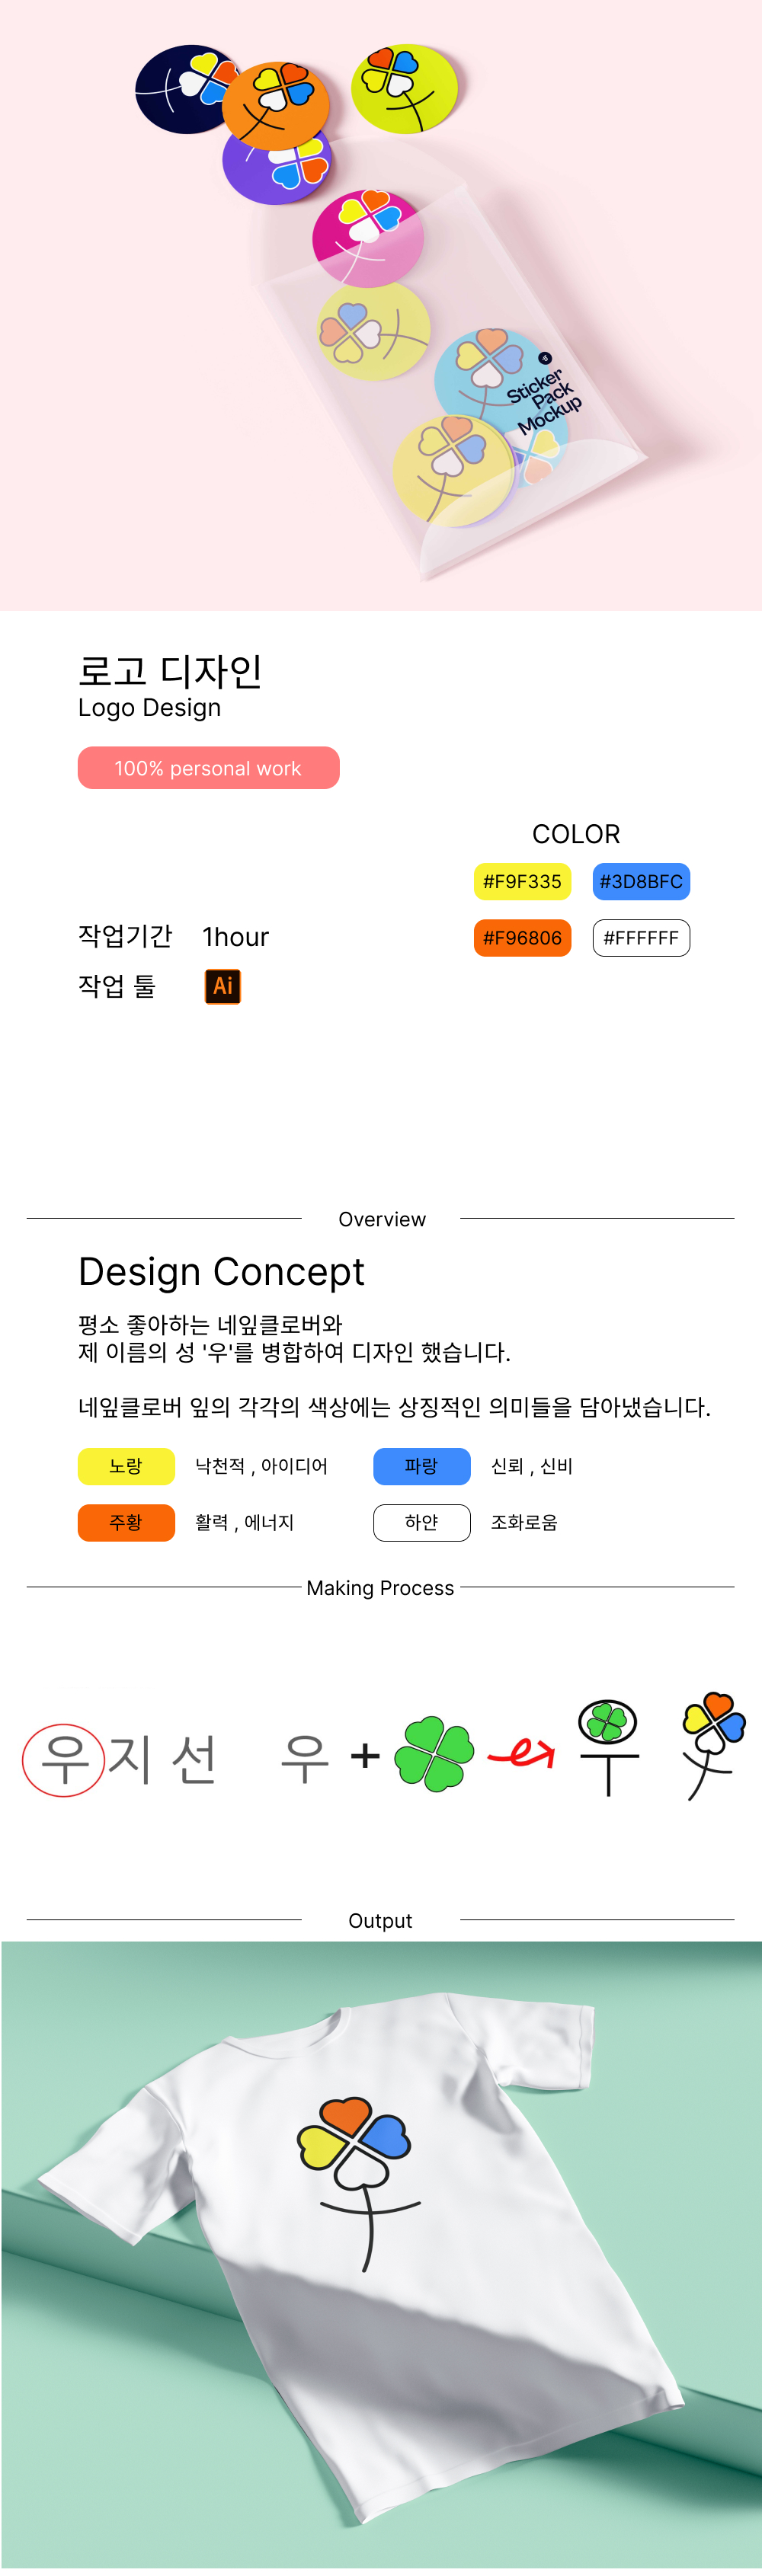 Sticker
Pack
Mockup
로고 디자인
Logo Design
100% personal work
COLOR
#F9F335
#3D8BFC
#F96806
#FFFFFF
작업기간 1hour
작업 툴 Ai
Overview
Design Concept
평소 좋아하는 네잎클로버와
제 이름의 성 '우'를 병합하여 디자인 했습니다.
네잎클로버 잎의 각각의 색상에는 상징적인 의미들을 담아냈습니다.
노랑 낙천적 , 아이디어 파랑 신뢰 , 신비
주황 활력 , 에너지 하얀 조화로움
Making Process
우 지 선 우 +
Output